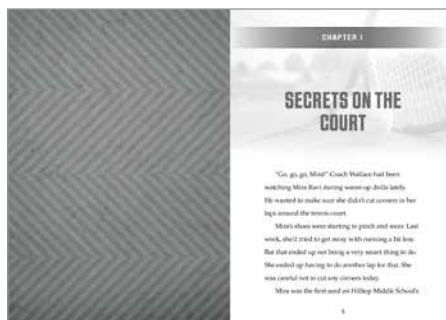 CHAPTER 1
SECRETS ON THE
COURT
"Go, go, go, Mira!" Coach Wallace had been
watching Mira Ravi during warm-up drills lately.
He wanted to make sure she didn't cut corners in her
laps around the tennis court.
Mira's shoes were starting to pinch and wear. Last
week, she'd tried to get away with running a bit less.
But that ended up not being a very smart thing to do.
She ended up having to do another lap for that. She
was careful not to cut any corners today.
Mira was the first seed on Hilltop Middle School's